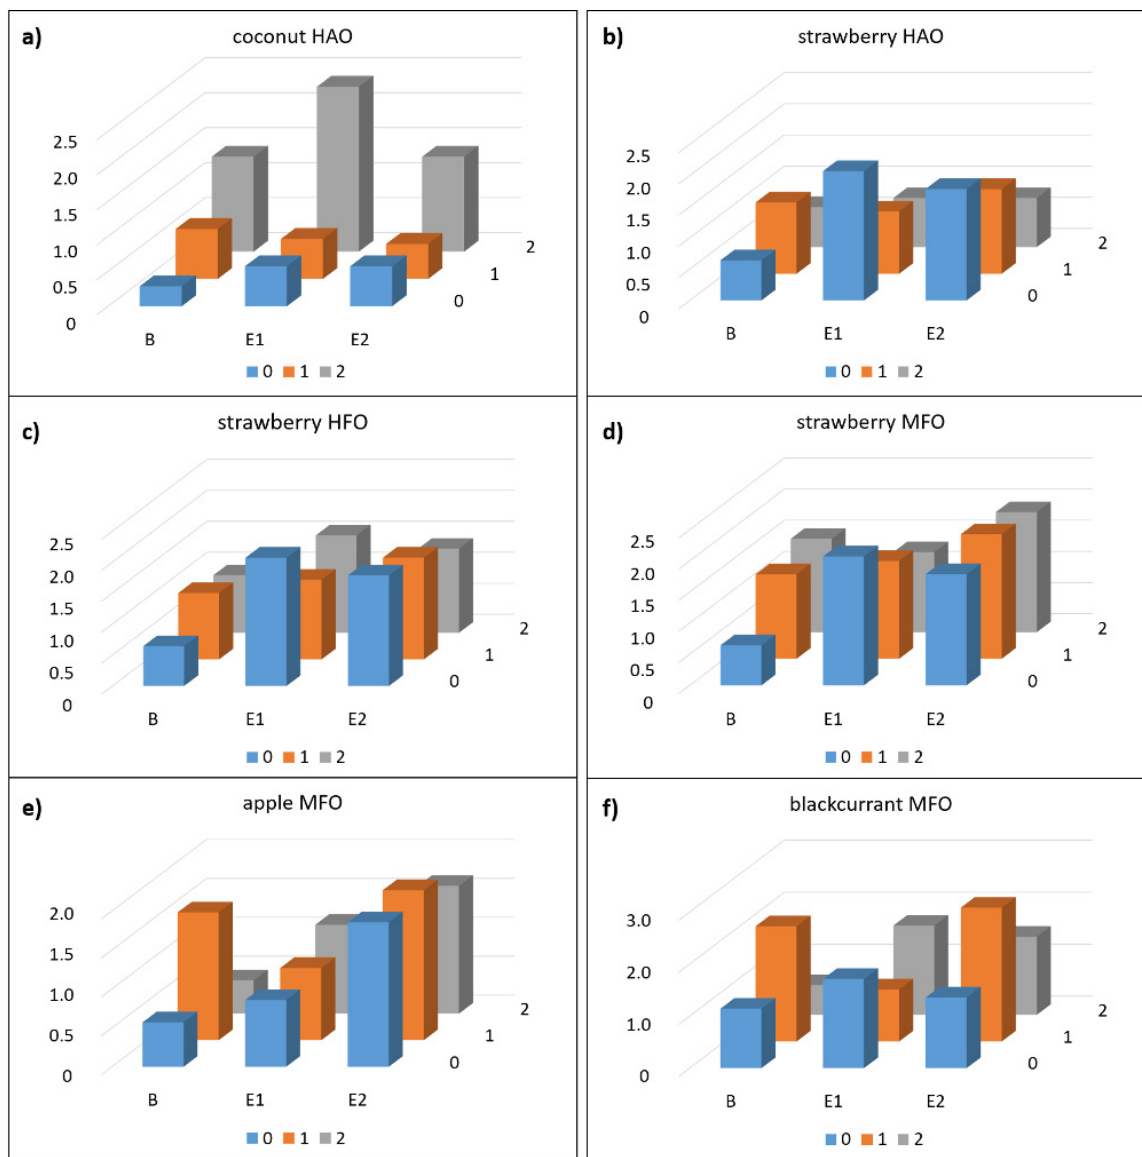 a) coconut HAO
2.5
2.0
1.5
1.0
0.5
0
B E1 E2
0
1
2
0 1 2
b) strawberry HAO
2.5
2.0
1.5
1.0
0.5
0
B E1 E2
0
1
2
0 1 2
c) strawberry HFO
2.5
2.0
1.5
1.0
0.5
0
B E1 E2
0
1
2
0 1 2
d) strawberry MFO
2.5
2.0
1.5
1.0
0.5
0
B E1 E2
0
1
2
0 1 2
e) apple MFO
2.0
1.5
1.0
0.5
0
B E1 E2
0
1
2
0 1 2
f) blackcurrant MFO
3.0
2.0
1.0
0
B E1 E2
0
1
2
0 1 2